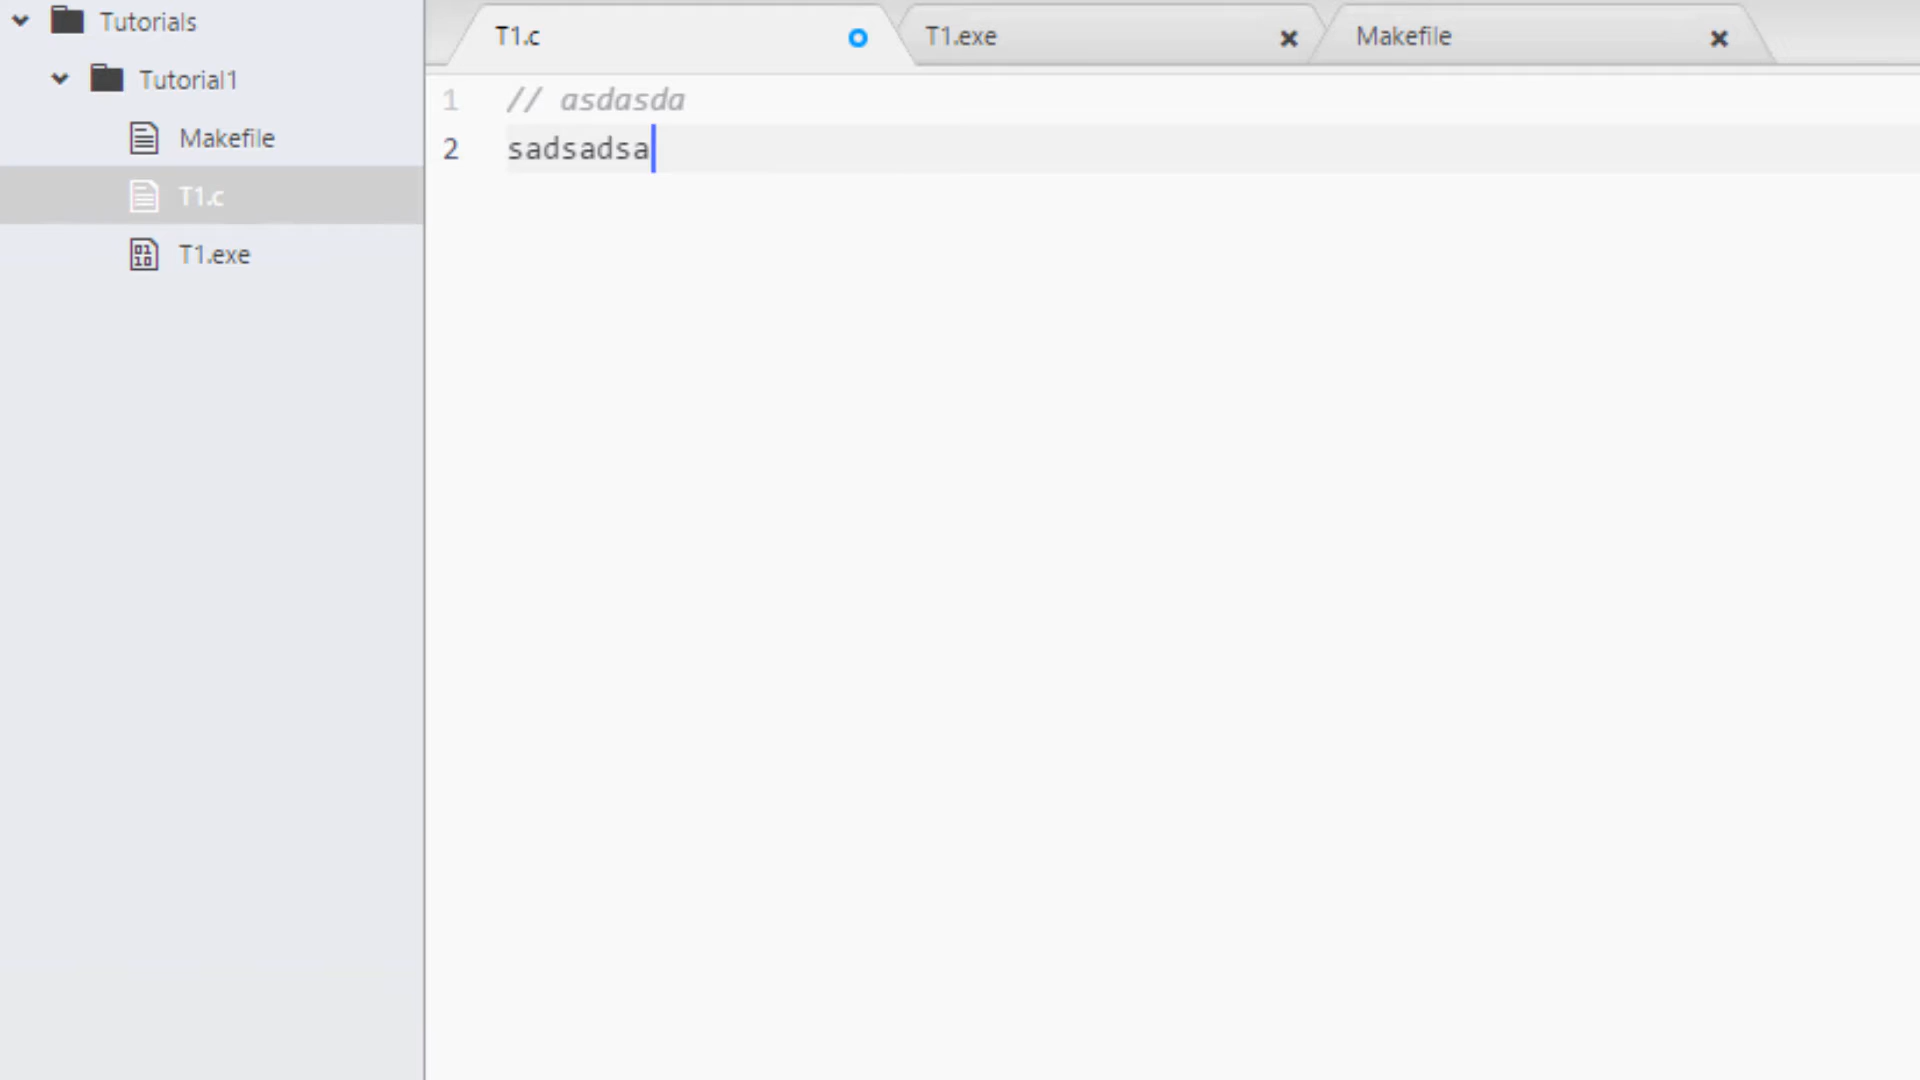 Tutorials
Tutorial1
Makefile
T1.c
T1.exe
T1.c
T1.exe
Makefile
1 // asdasda
2 sadsadsa